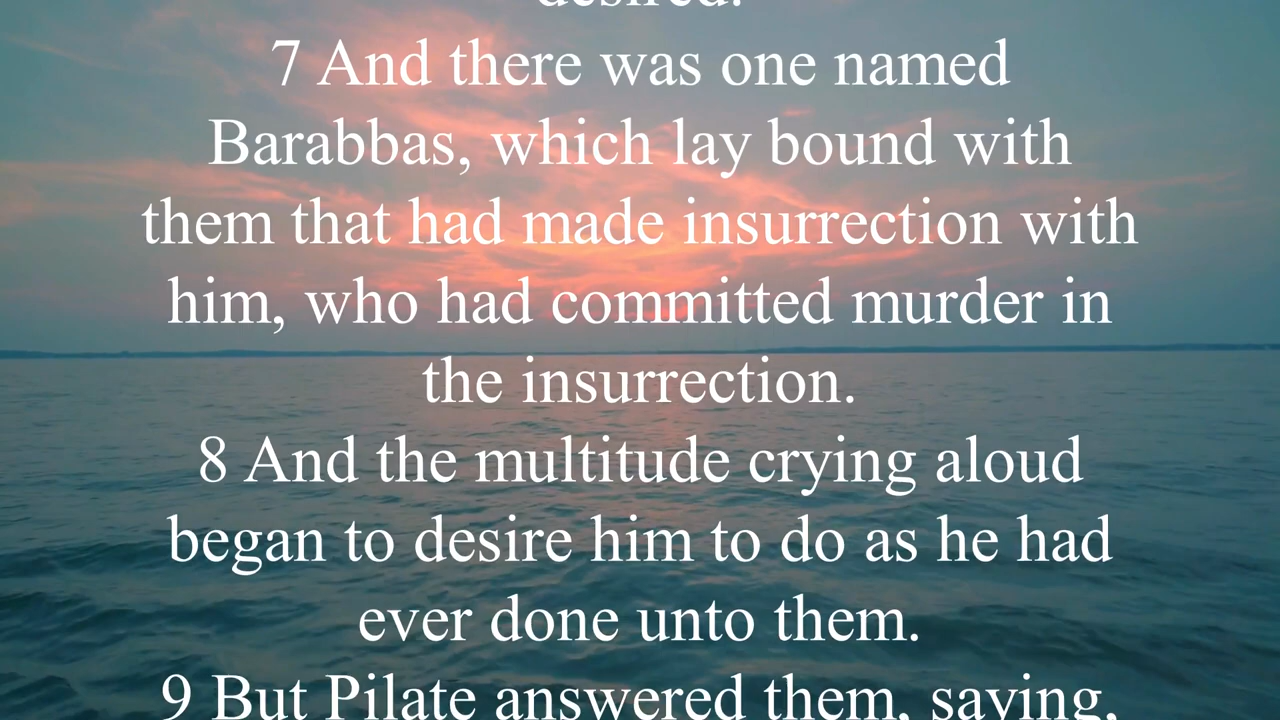 desired.
7 And there was one named
Barabbas, which lay bound with
them that had made insurrection with
him, who had committed murder in
the insurrection.
8 And the multitude crying aloud
began to desire him to do as he had
ever done unto them.
9 But Pilate answered them, saying,